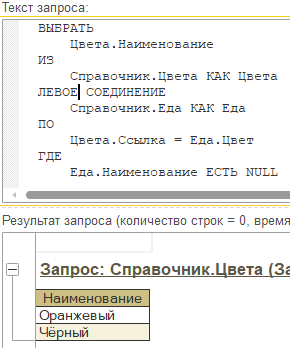 Текст запроса:
ВЫБРАТЬ
Цвета.Наименование
ИЗ
Справочник.Цвета КАК Цвета
ЛЕВОЕ СОЕДИНЕНИЕ
Справочник.Еда КАК Еда
ПО
Цвета.Ссылка = Еда.Цвет
ГДЕ
Еда.Наименование ЕСТЬ NULL
Результат запроса (количество строк = 0, время
Запрос: Справочник.Цвета (За
Наименование
Оранжевый
Чёрный